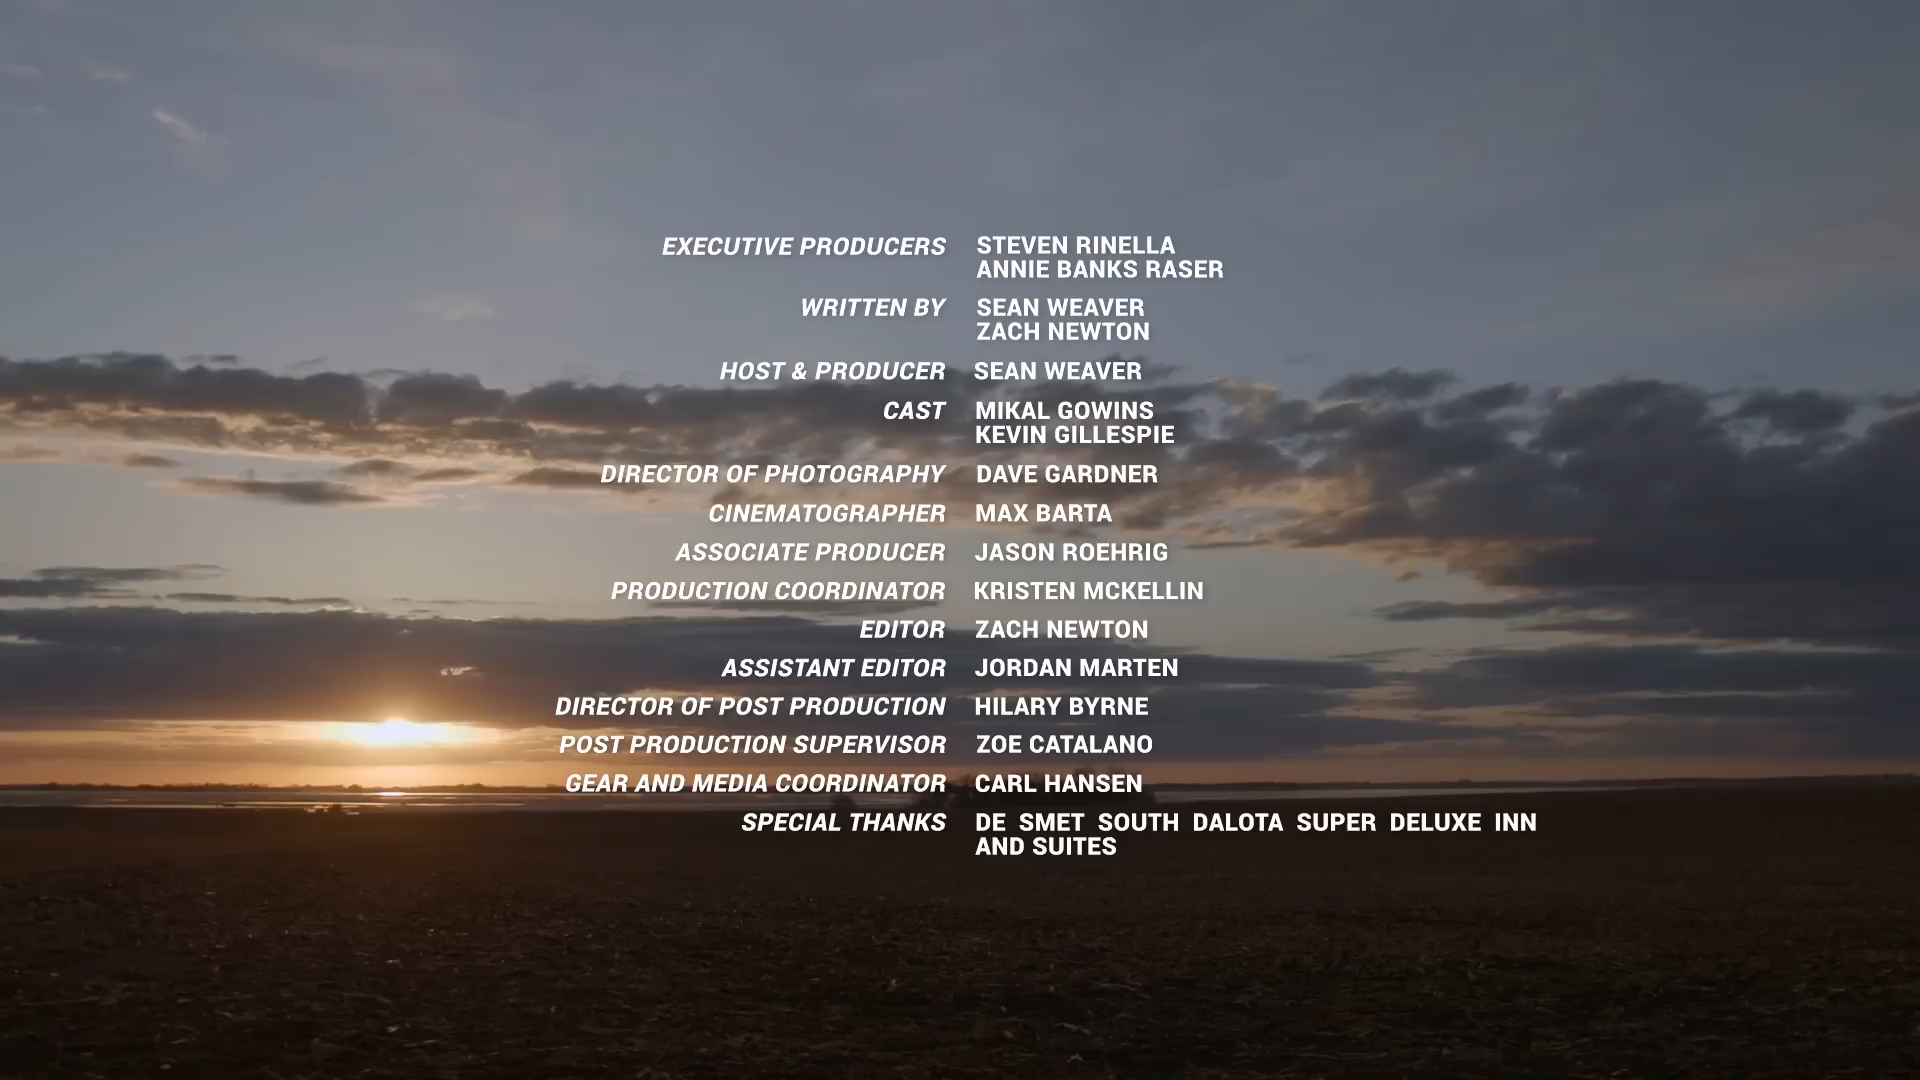 EXECUTIVE PRODUCERS STEVEN RINELLA
ANNIE BANKS RASER
WRITTEN BY SEAN WEAVER
ZACH NEWTON
HOST & PRODUCER SEAN WEAVER
CAST MIKAL GOWINS
KEVIN GILLESPIE
DIRECTOR OF PHOTOGRAPHY DAVE GARDNER
CINEMATOGRAPHER MAX BARTA
ASSOCIATE PRODUCER JASON ROEHRIG
PRODUCTION COORDINATOR KRISTEN MCKELLIN
EDITOR ZACH NEWTON
ASSISTANT EDITOR JORDAN MARTEN
DIRECTOR OF POST PRODUCTION HILARY BYRNE
POST PRODUCTION SUPERVISOR ZOE CATALANO
GEAR AND MEDIA COORDINATOR CARL HANSEN
SPECIAL THANKS DE SMET SOUTH DALOTA SUPER DELUXE INN
AND SUITES